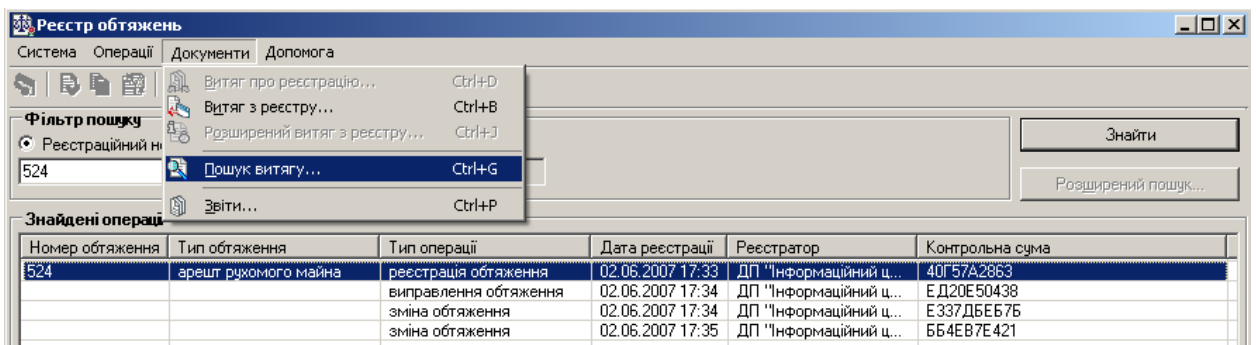 Реєстр обтяжень
Система Операції Документи Допомога
Витяг про реєстрацію... Ctrl+D
Витяг з реєстру... Ctrl+B
Розширений витяг з реєстру... Ctrl+J
Пошук витягу... Ctrl+G
Звіти... Ctrl+P
Фільтр пошуку
Реєстраційний
524
Знайти
Розширений пошук...
Знайдені операції
Номер обтяження Тип обтяження Тип операції Дата реєстрації Реєстратор Контрольна сума
524 арешт рухомого майна реєстрація обтяження 02.06.2007 17:33 ДП "Інформаційний ц... 40Г57А2863
виправлення обтяження 02.06.2007 17:34 ДП "Інформаційний ц... ЕД20Е50438
зміна обтяження 02.06.2007 17:34 ДП "Інформаційний ц... Е337ДБЕБ7Б
зміна обтяження 02.06.2007 17:35 ДП "Інформаційний ц... ББ4ЕВ7Е421